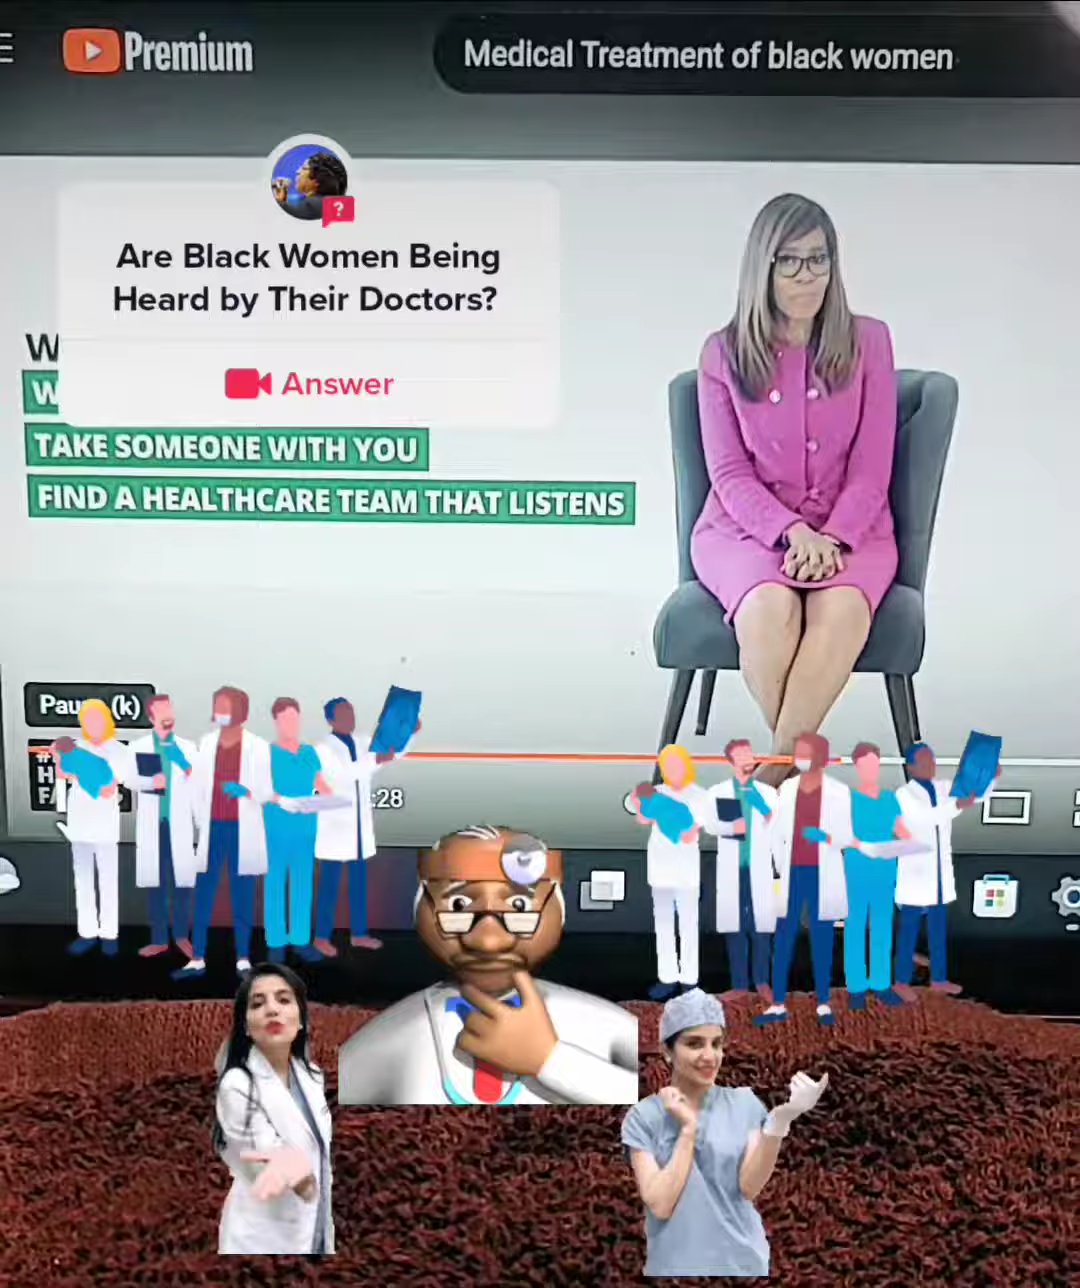 Premium
Medical Treatment of black women
Are Black Women Being
Heard by Their Doctors?
Answer
W
W
TAKE SOMEONE WITH YOU
FIND A HEALTHCARE TEAM THAT LISTENS
(k)
:28